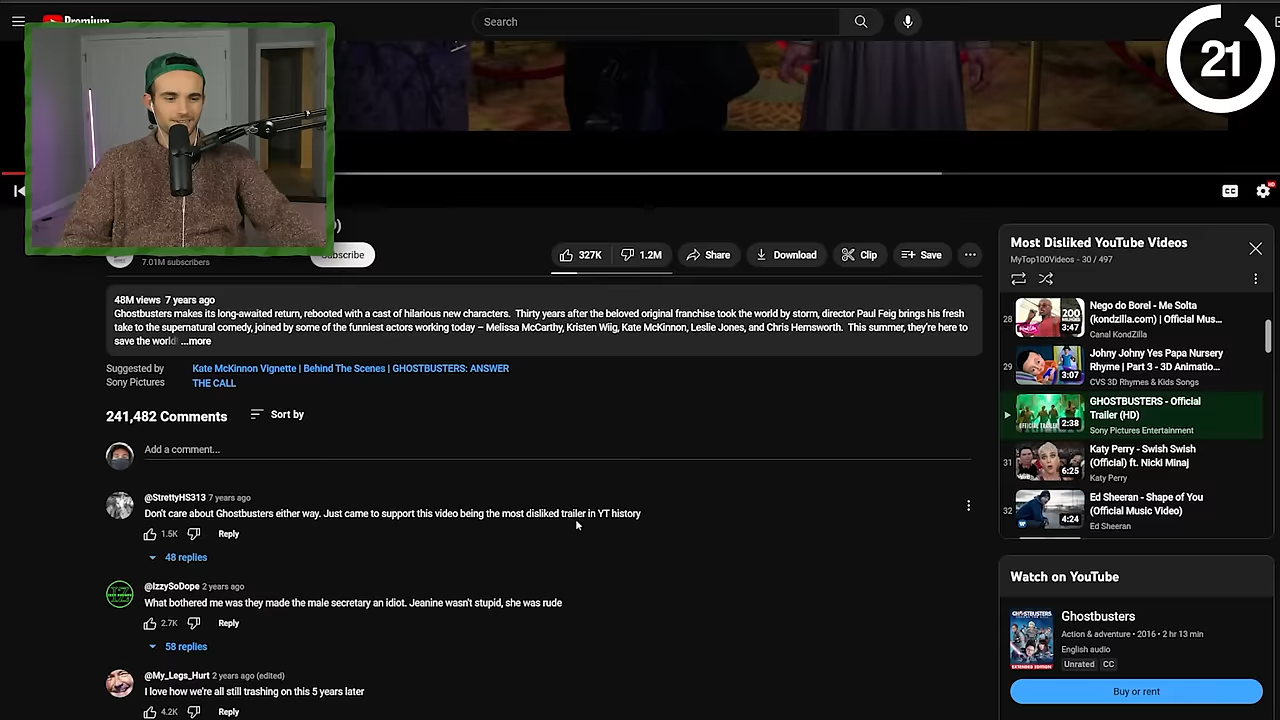 Premium
Search
21
Subscribe
7.01M subscribers
327K
1.2M
Share
Download
Clip
Save
48M views 7 years ago
Ghostbusters makes its long-awaited return, rebooted with a cast of hilarious new characters. Thirty years after the beloved original franchise took the world by storm, director Paul Feig brings his fresh
take to the supernatural comedy, joined by some of the funniest actors working today – Melissa McCarthy, Kristen Wiig, Kate McKinnon, Leslie Jones, and Chris Hemsworth. This summer, they're here to
save the world! ...more
Suggested by
Sony Pictures
Kate McKinnon Vignette | Behind The Scenes | GHOSTBUSTERS: ANSWER
THE CALL
241,482 Comments
Sort by
Add a comment...
@StrettyHS313 7 years ago
Don't care about Ghostbusters either way. Just came to support this video being the most disliked trailer in YT history
1.5K
Reply
48 replies
@IzzySoDope 2 years ago
What bothered me was they made the male secretary an idiot. Jeanine wasn't stupid, she was rude
2.7K
Reply
58 replies
@My_Legs_Hurt 2 years ago (edited)
I love how we're all still trashing on this 5 years later
4.2K
Reply
CC
HD
Most Disliked YouTube Videos
MyTop100Videos - 30 / 497
28
200
3:47
Nego do Borel - Me Solta
(kondzilla.com) | Official Mus...
Canal KondZilla
29
3:07
Johny Johny Yes Papa Nursery
Rhyme | Part 3 - 3D Animatio...
CVS 3D Rhymes & Kids Songs
OFFICIAL TRAILER
2:38
GHOSTBUSTERS - Official
Trailer (HD)
Sony Pictures Entertainment
31
6:25
Katy Perry - Swish Swish
(Official) ft. Nicki Minaj
Katy Perry
32
4:24
Ed Sheeran - Shape of You
(Official Music Video)
Ed Sheeran
Watch on YouTube
GHOSTBUSTERS
EXTENDED EDITION
Ghostbusters
Action & adventure • 2016 • 2 hr 13 min
English audio
Unrated CC
Buy or rent